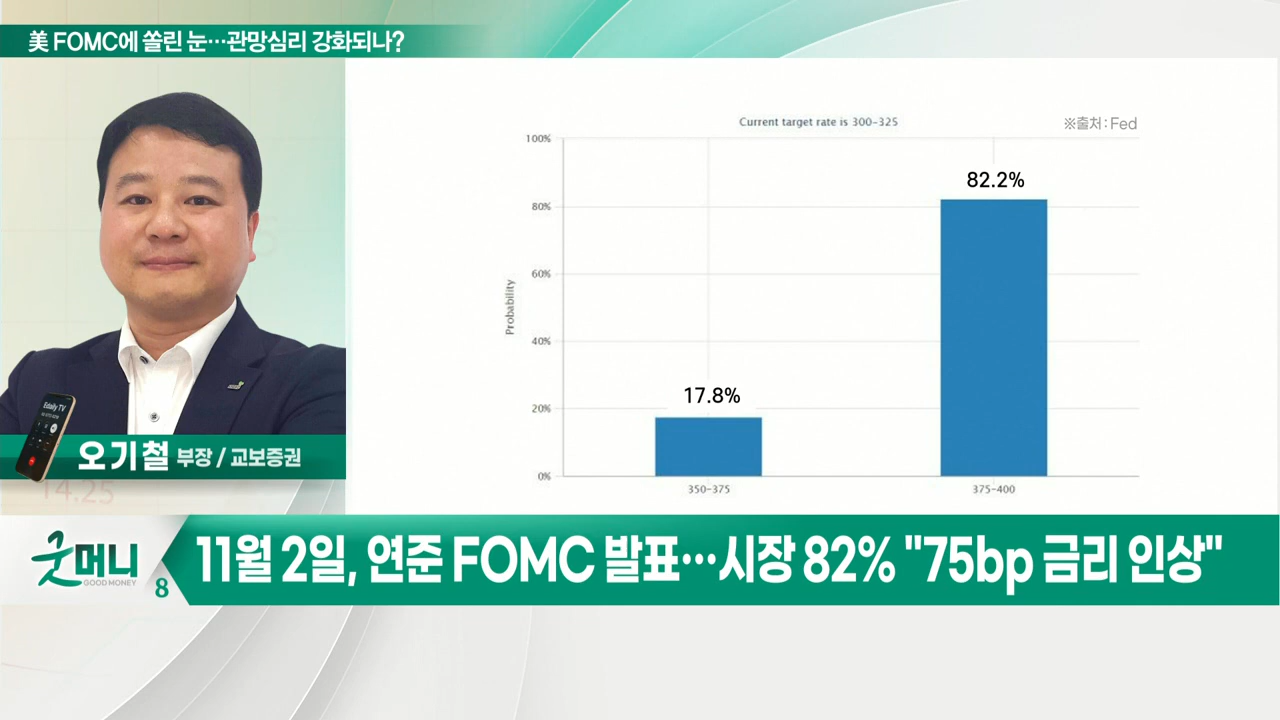 美 FOMC에 쏠린 눈…관망심리 강화되나?
Current target rate is 300-325
※출처:Fed
100%
82.2%
80%
60%
Probability
40%
17.8%
20%
0%
350-375
375-400
Edaily TV
오기철 부장 / 교보증권
14.25
굿머니
GOOD MONEY
8
11월 2일, 연준 FOMC 발표…시장 82% "75bp 금리 인상"